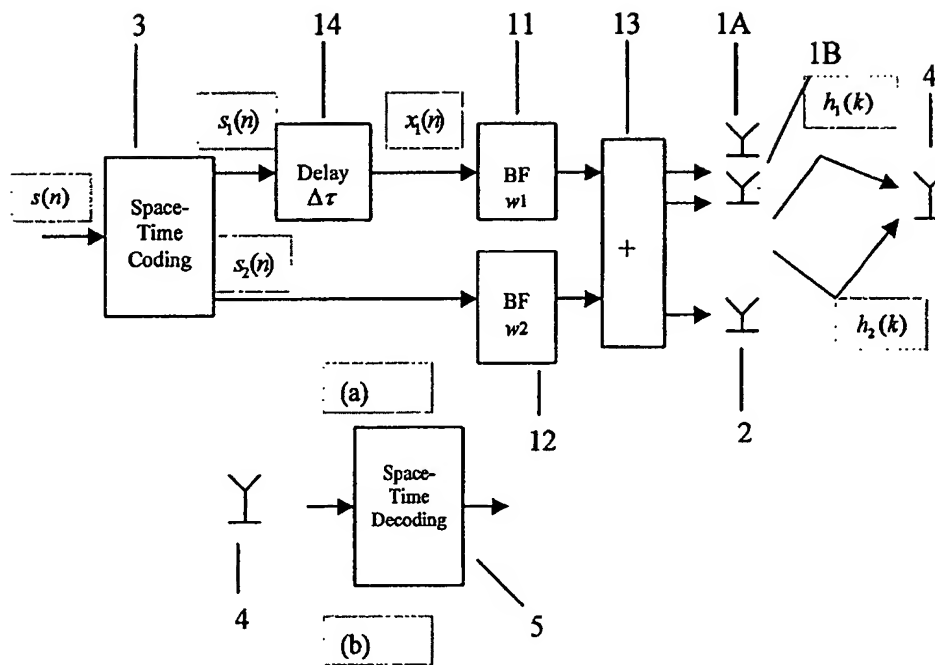 3
14
11
13
1A
1B
4
s(n)
s₁(n)
x₁(n)
h₁(k)
Space-
Time
Coding
Delay
Δτ
BF
w1
+
s₂(n)
BF
w2
h₂(k)
(a)
12
2
Space-
Time
Decoding
4
5
(b)